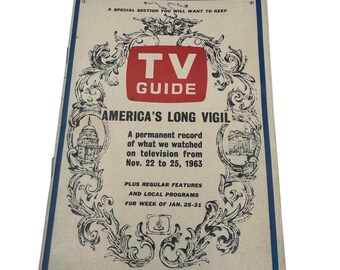 A SPECIAL SECTION YOU WILL WANT TO KEEP
TV
GUIDE
AMERICA'S LONG VIGIL
A permanent record
of what we watched
on television from
Nov. 22 to 25, 1963
PLUS REGULAR FEATURES
AND LOCAL PROGRAMS
FOR WEEK OF JAN. 25-31